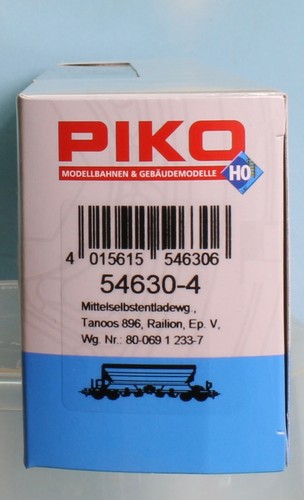 PIKO
MODELLBAHNEN & GEBÄUDEMODELLE
H0
4 015615 546306
54630-4
Mittelselbstentladewg.,
Tanoos 896, Railion, Ep. V,
Wg. Nr.: 80-069 1 233-7